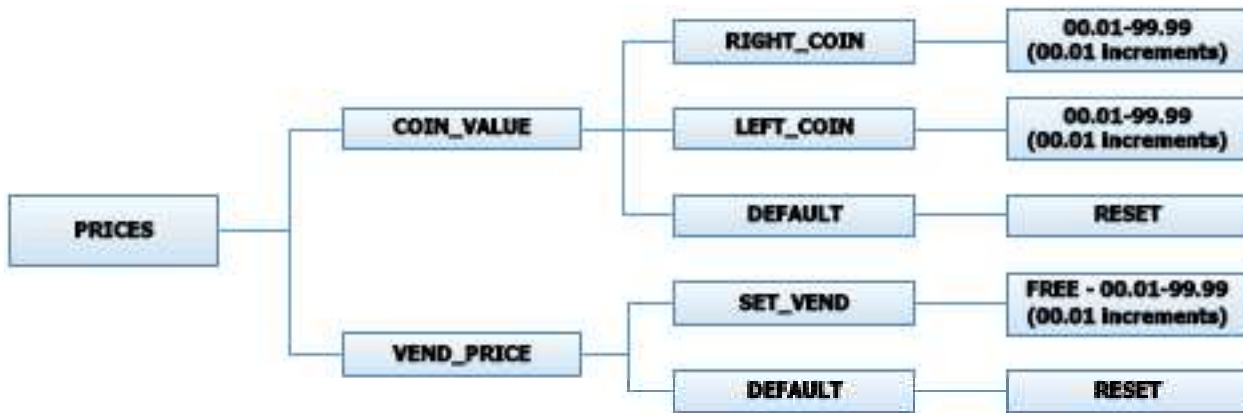 RIGHT_COIN
00.01-99.99
(00.01 increments)
COIN_VALUE
LEFT_COIN
00.01-99.99
(00.01 increments)
DEFAULT
RESET
PRICES
SET_VEND
FREE - 00.01-99.99
(00.01 increments)
VEND_PRICE
DEFAULT
RESET